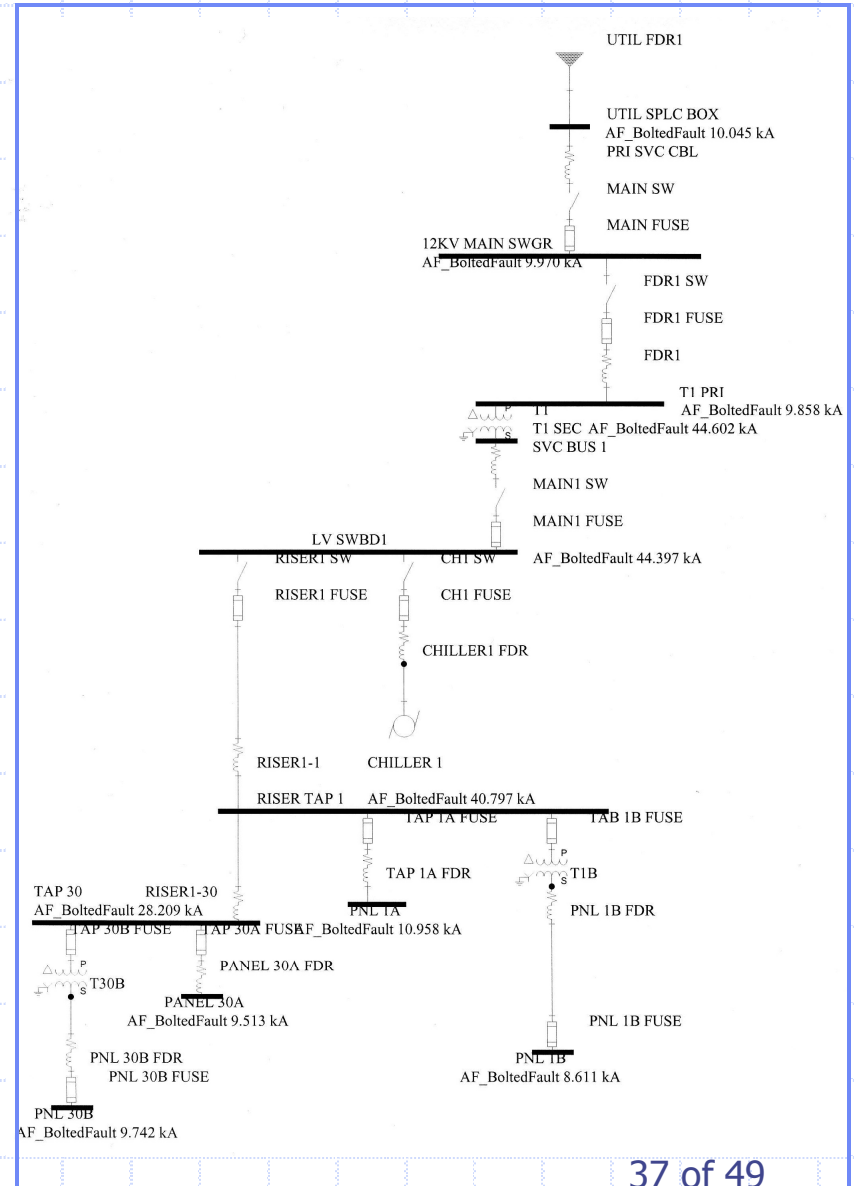 UTIL FDR1
UTIL SPLC BOX
AF_BoltedFault 10.045 kA
PRI SVC CBL
MAIN SW
MAIN FUSE
12KV MAIN SWGR
AF_BoltedFault 9.970 kA
FDR1 SW
FDR1 FUSE
FDR1
T1 PRI
AF_BoltedFault 9.858 kA
P
T1
T1 SEC AF_BoltedFault 44.602 kA
S
SVC BUS 1
MAIN1 SW
MAIN1 FUSE
LV SWBD1
AF_BoltedFault 44.397 kA
RISER1 SW
CH1 SW
RISER1 FUSE
CH1 FUSE
CHILLER1 FDR
RISER1-1
CHILLER 1
RISER TAP 1
AF_BoltedFault 40.797 kA
TAP 1A FUSE
TAB 1B FUSE
P
TAP 1A FDR
T1B
S
TAP 30
RISER1-30
AF_BoltedFault 28.209 kA
PNL 1A
AF_BoltedFault 10.958 kA
PNL 1B FDR
TAP 30B FUSE
TAP 30A FUSE
P
PANEL 30A FDR
T30B
S
PANEL 30A
AF_BoltedFault 9.513 kA
PNL 1B FUSE
PNL 30B FDR
PNL 1B
PNL 30B FUSE
AF_BoltedFault 8.611 kA
PNL 30B
AF_BoltedFault 9.742 kA
37 of 49